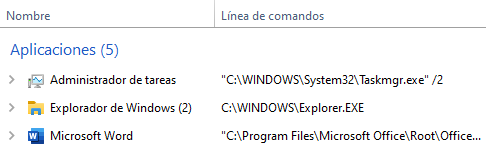 Nombre Línea de comandos
Aplicaciones (5)
Administrador de tareas "C:\WINDOWS\System32\Taskmgr.exe" /2
Explorador de Windows (2) C:\WINDOWS\Explorer.EXE
Microsoft Word "C:\Program Files\Microsoft Office\Root\Office...